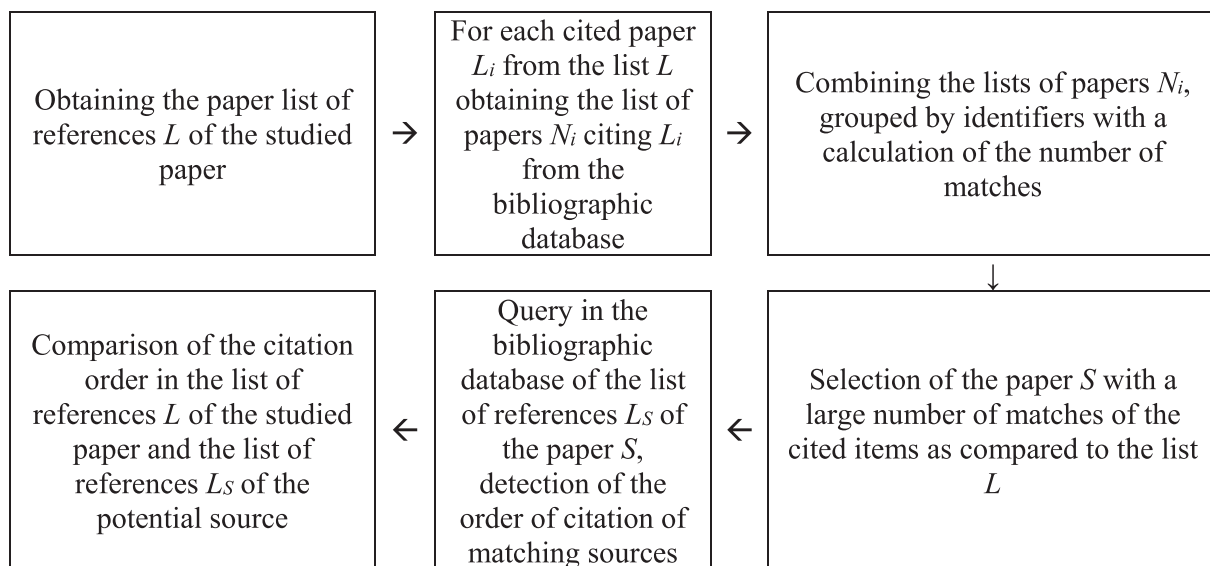 Obtaining the paper list of
references L of the studied
paper
→
For each cited paper
Li from the list L
obtaining the list of
papers Ni citing Li
from the
bibliographic
database
→
Combining the lists of papers Ni,
grouped by identifiers with a
calculation of the number of
matches
↓
Selection of the paper S with a
large number of matches of the
cited items as compared to the list
L
←
Query in the
bibliographic
database of the list
of references LS of
the paper S,
detection of the
order of citation of
matching sources
←
Comparison of the citation
order in the list of
references L of the studied
paper and the list of
references LS of the
potential source